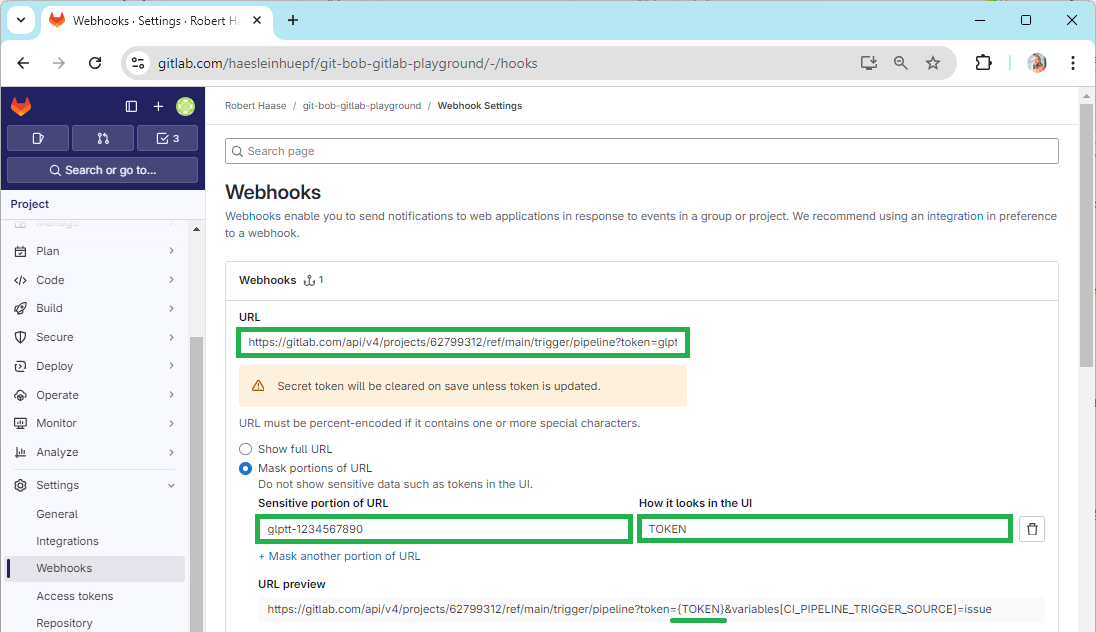 Webhooks · Settings · Robert Ha
gitlab.com/haesleinhuepf/git-bob-gitlab-playground/-/hooks
3
Search or go to...
Project
Manage
Plan
Code
Build
Secure
Deploy
Operate
Monitor
Analyze
Settings
General
Integrations
Webhooks
Access tokens
Repository
Robert Haase / git-bob-gitlab-playground / Webhook Settings
Search page
Webhooks
Webhooks enable you to send notifications to web applications in response to events in a group or project. We recommend using an integration in preference
to a webhook.
Webhooks 1
URL
https://gitlab.com/api/v4/projects/62799312/ref/main/trigger/pipeline?token=glpt
Secret token will be cleared on save unless token is updated.
URL must be percent-encoded if it contains one or more special characters.
Show full URL
Mask portions of URL
Do not show sensitive data such as tokens in the UI.
Sensitive portion of URL How it looks in the UI
glptt-1234567890 TOKEN
+ Mask another portion of URL
URL preview
https://gitlab.com/api/v4/projects/62799312/ref/main/trigger/pipeline?token={TOKEN}&variables[CI_PIPELINE_TRIGGER_SOURCE]=issue